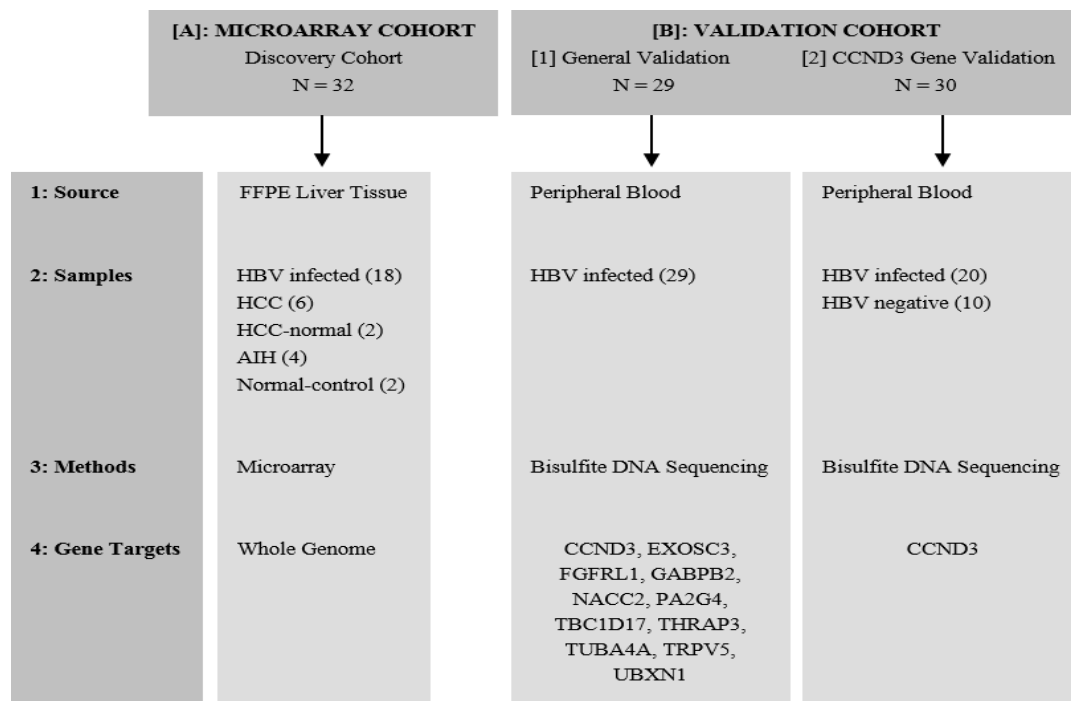 [A]: MICROARRAY COHORT
Discovery Cohort
N = 32
[B]: VALIDATION COHORT
[1] General Validation
N = 29
[2] CCND3 Gene Validation
N = 30
1: Source
FFPE Liver Tissue
Peripheral Blood
Peripheral Blood
2: Samples
HBV infected (18)
HCC (6)
HCC-normal (2)
AIH (4)
Normal-control (2)
HBV infected (29)
HBV infected (20)
HBV negative (10)
3: Methods
Microarray
Bisulfite DNA Sequencing
Bisulfite DNA Sequencing
4: Gene Targets
Whole Genome
CCND3, EXOSC3,
FGFRL1, GABPB2,
NACC2, PA2G4,
TBC1D17, THRAP3,
TUBA4A, TRPV5,
UBXN1
CCND3